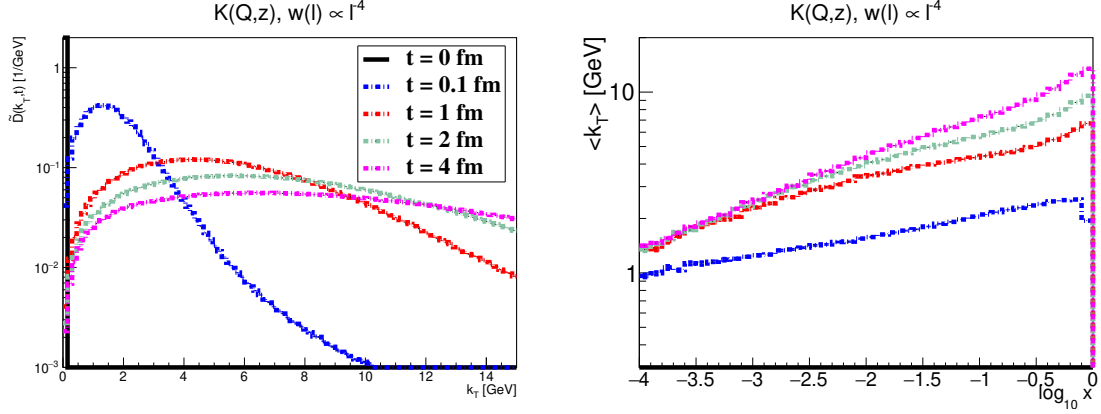 K(Q,z), w(l) ∝ l⁻⁴
D̃(k_T,t) [1/GeV]
1
10⁻¹
10⁻²
10⁻³
t = 0 fm
t = 0.1 fm
t = 1 fm
t = 2 fm
t = 4 fm
0 2 4 6 8 10 12 14
k_T [GeV]
K(Q,z), w(l) ∝ l⁻⁴
<k_T> [GeV]
10
1
−4 −3.5 −3 −2.5 −2 −1.5 −1 −0.5 0
log₁₀ x